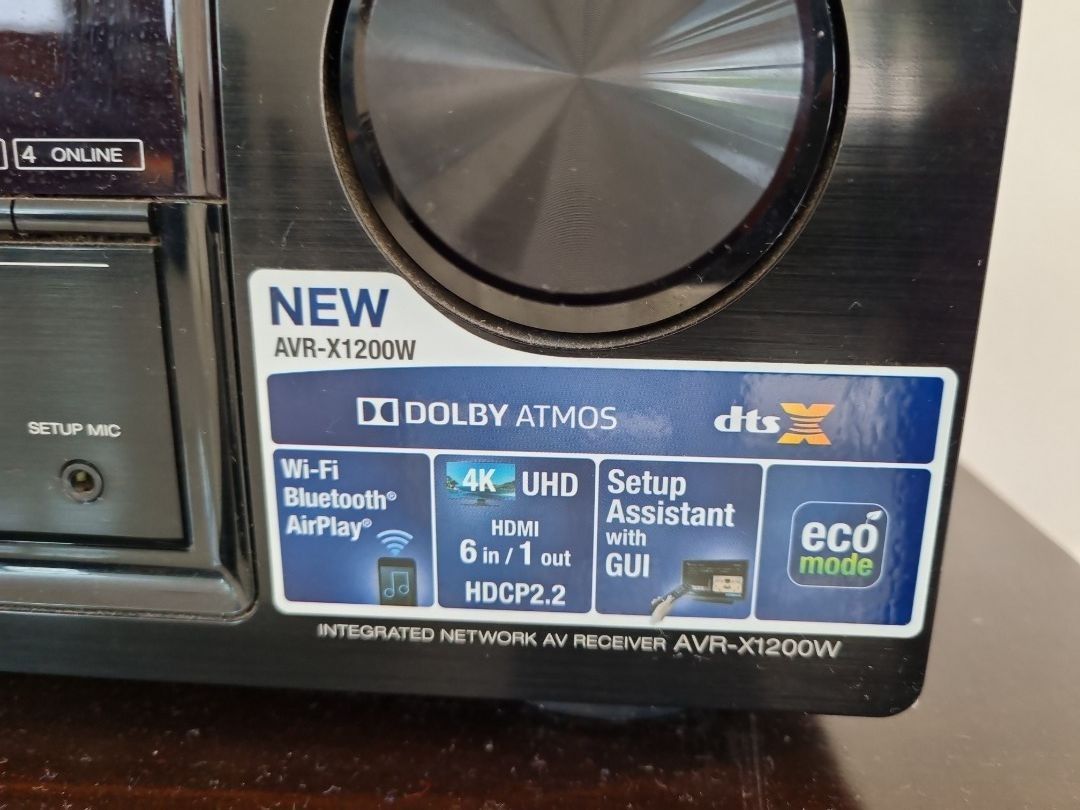 4 ONLINE
NEW
AVR-X1200W
DOLBY ATMOS
dts X
SETUP MIC
Wi-Fi
Bluetooth®
AirPlay®
4K UHD
HDMI
6 in / 1 out
HDCP2.2
Setup
Assistant
with
GUI
eco
mode
INTEGRATED NETWORK AV RECEIVER AVR-X1200W